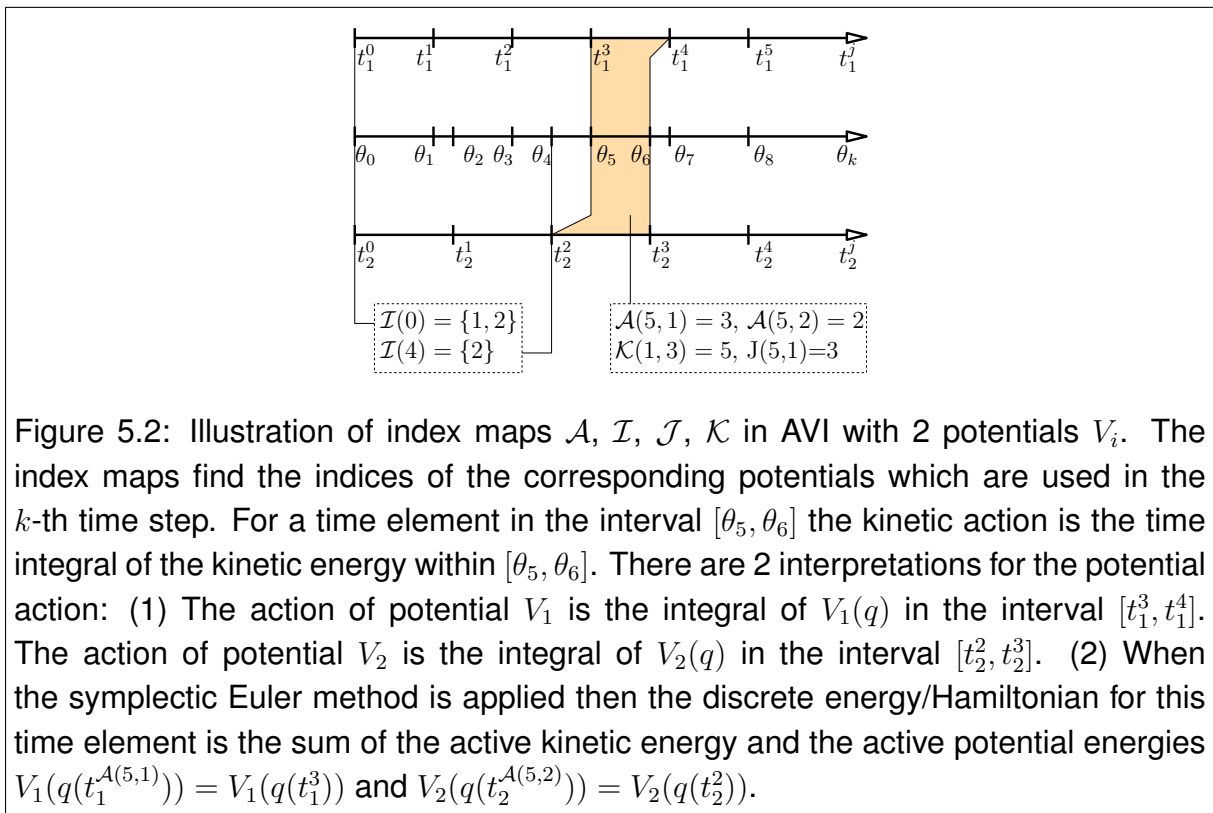 t_1^0 t_1^1 t_1^2 t_1^3 t_1^4 t_1^5 t_1^j
θ_0 θ_1 θ_2 θ_3 θ_4 θ_5 θ_6 θ_7 θ_8 θ_k
t_2^0 t_2^1 t_2^2 t_2^3 t_2^4 t_2^j
𝓘(0) = {1, 2}
𝓘(4) = {2}
𝓐(5, 1) = 3, 𝓐(5, 2) = 2
𝓚(1, 3) = 5, J(5,1)=3
Figure 5.2: Illustration of index maps 𝓐, 𝓘, 𝓙, 𝓚 in AVI with 2 potentials V_i. The
index maps find the indices of the corresponding potentials which are used in the
k-th time step. For a time element in the interval [θ_5, θ_6] the kinetic action is the time
integral of the kinetic energy within [θ_5, θ_6]. There are 2 interpretations for the potential
action: (1) The action of potential V_1 is the integral of V_1(q) in the interval [t_1^3, t_1^4].
The action of potential V_2 is the integral of V_2(q) in the interval [t_2^2, t_2^3]. (2) When
the symplectic Euler method is applied then the discrete energy/Hamiltonian for this
time element is the sum of the active kinetic energy and the active potential energies
V_1(q(t_1^{𝓐(5,1)})) = V_1(q(t_1^3)) and V_2(q(t_2^{𝓐(5,2)})) = V_2(q(t_2^2)).